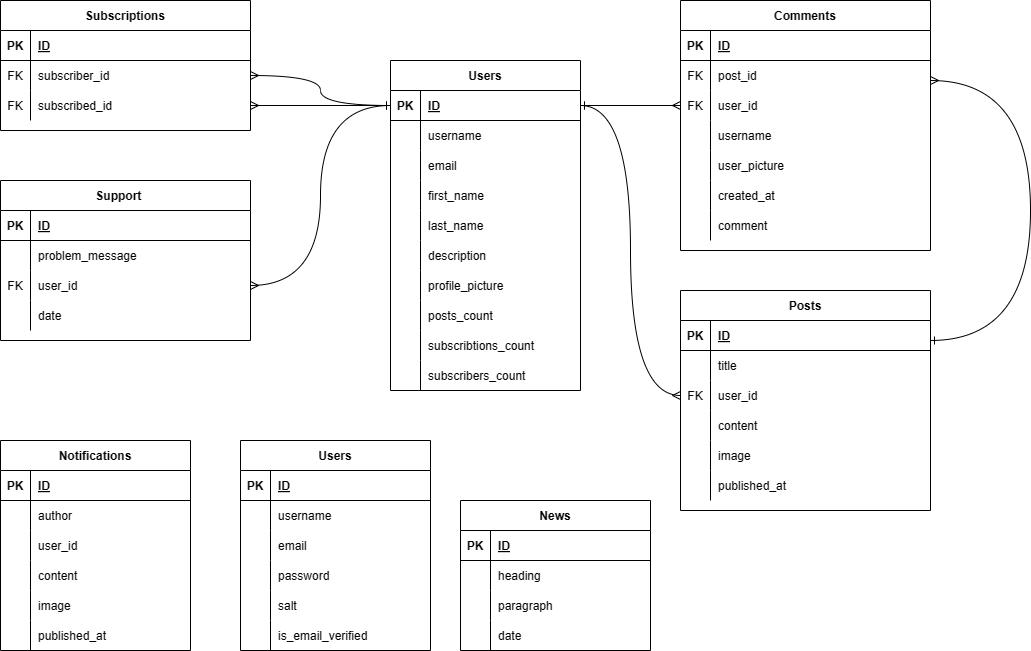 Subscriptions
PK ID
FK subscriber_id
FK subscribed_id
Support
PK ID
problem_message
FK user_id
date
Users
PK ID
username
email
first_name
last_name
description
profile_picture
posts_count
subscribtions_count
subscribers_count
Comments
PK ID
FK post_id
FK user_id
username
user_picture
created_at
comment
Posts
PK ID
title
FK user_id
content
image
published_at
Notifications
PK ID
author
user_id
content
image
published_at
Users
PK ID
username
email
password
salt
is_email_verified
News
PK ID
heading
paragraph
date